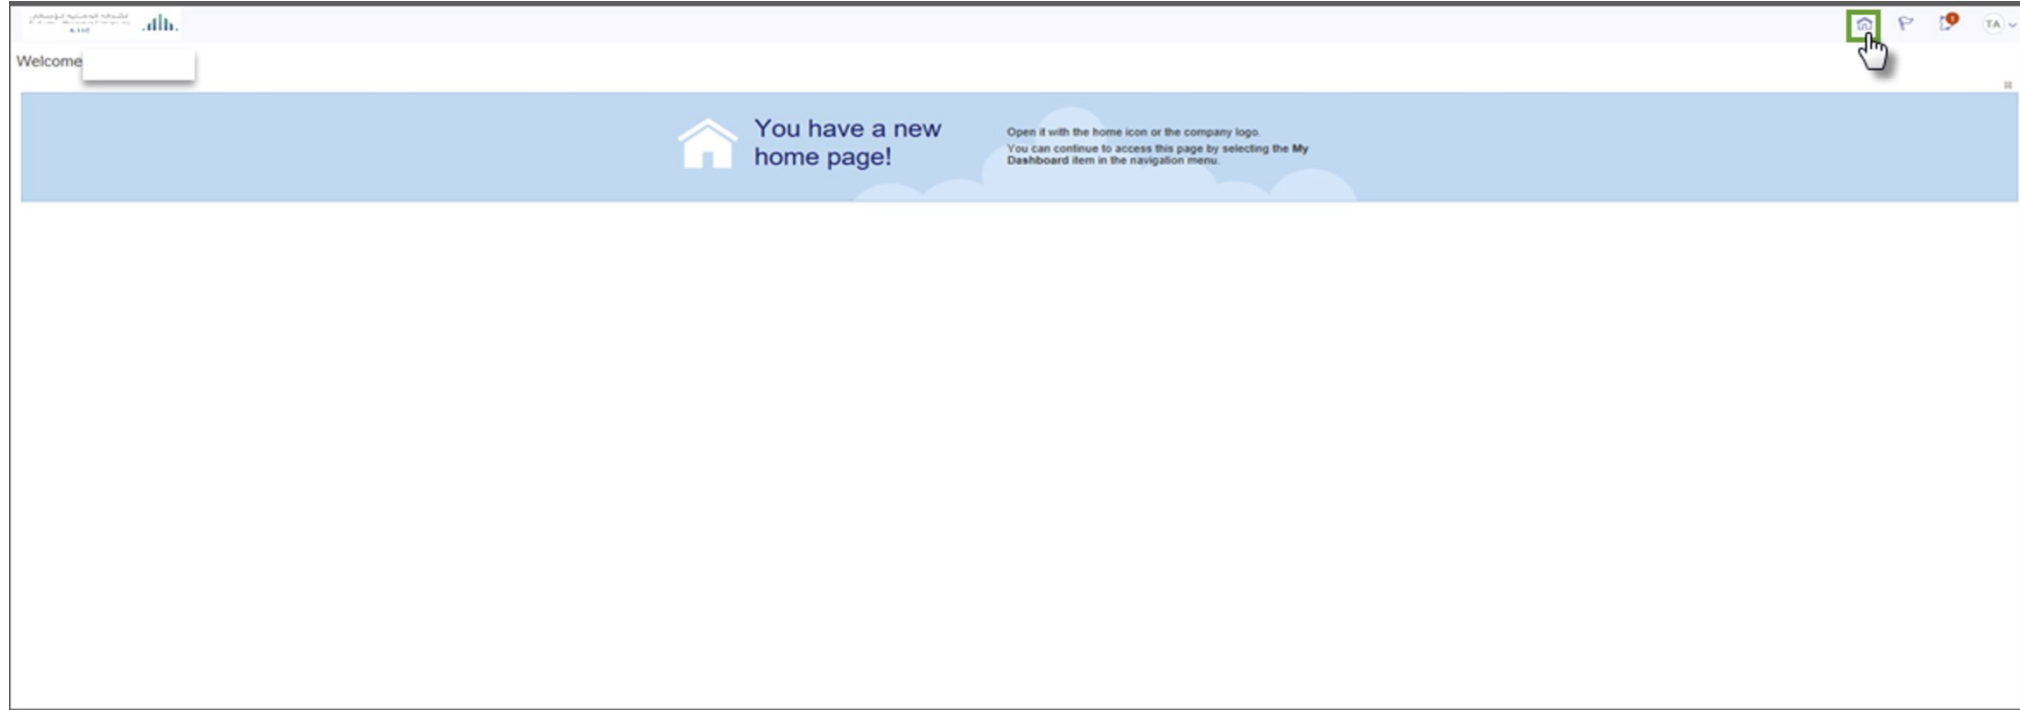 Welcome
You have a new
home page!
Open it with the home icon or the company logo.
You can continue to access this page by selecting the My
Dashboard item in the navigation menu.
TA